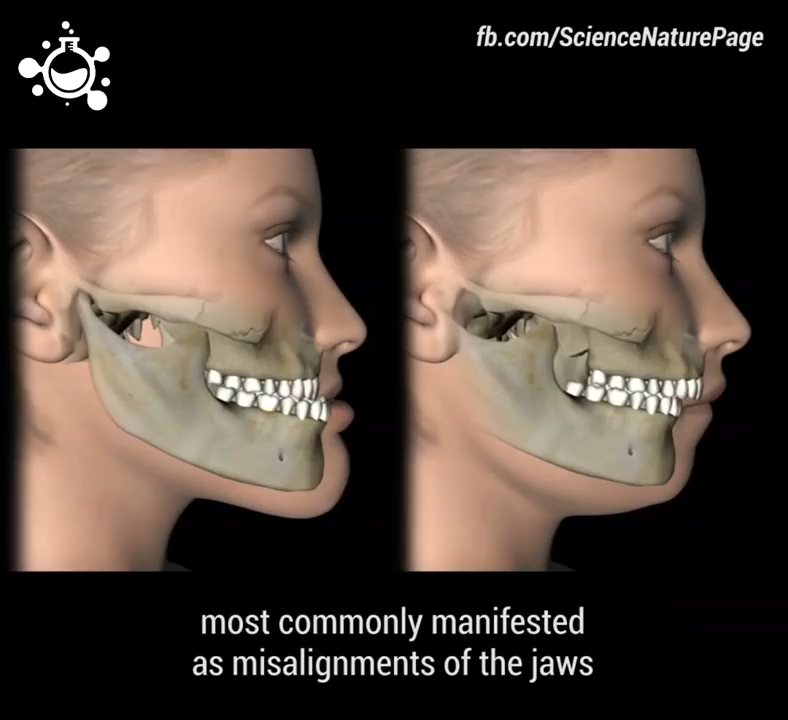 fb.com/ScienceNaturePage
most commonly manifested
as misalignments of the jaws